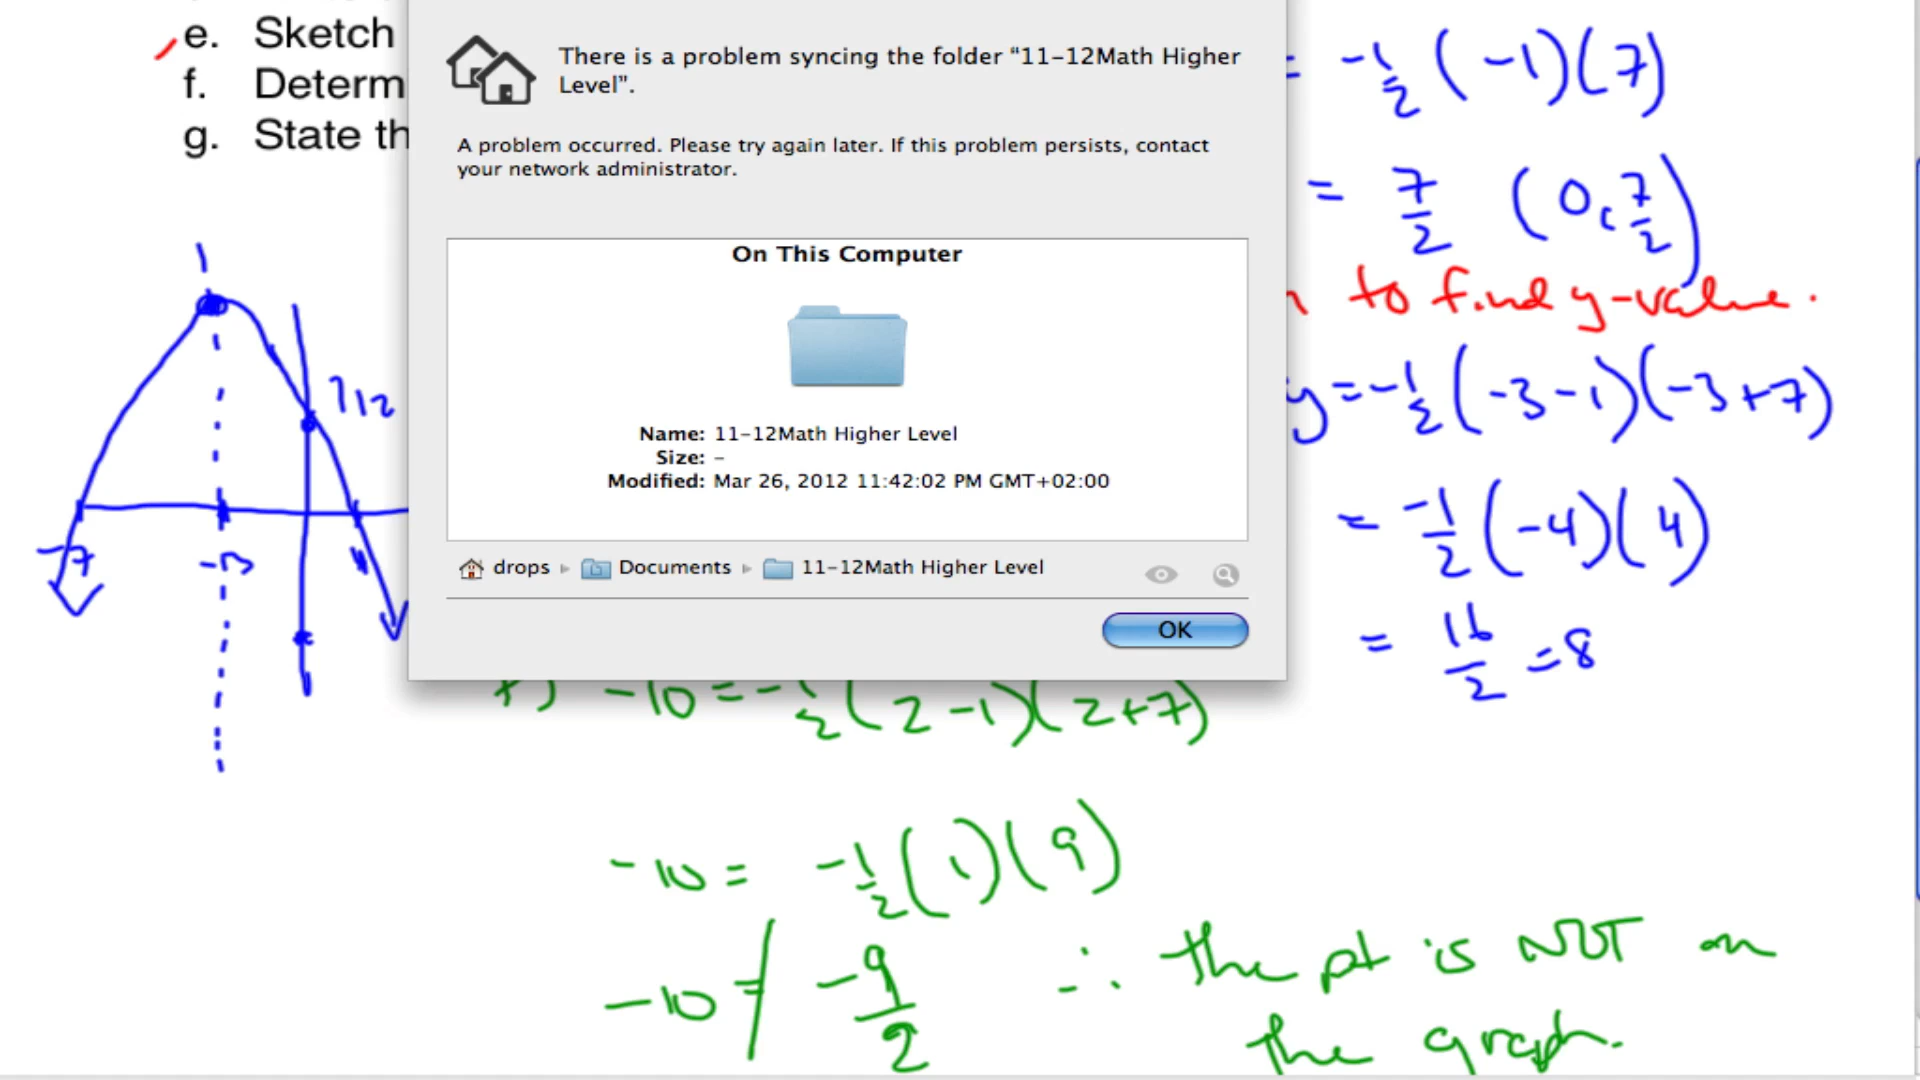 e. Sketch
f. Determ
g. State th
There is a problem syncing the folder “11-12Math Higher
Level”.
A problem occurred. Please try again later. If this problem persists, contact
your network administrator.
On This Computer
Name: 11-12Math Higher Level
Size: –
Modified: Mar 26, 2012 11:42:02 PM GMT+02:00
drops ▸ Documents ▸ 11-12Math Higher Level
OK
= -1/2 (-1)(7)
= 7/2 (0, 7/2)
to find y-value.
y = -1/2 (-3-1)(-3+7)
= -1/2 (-4)(4)
= 16/2 = 8
7/2
-7 -3 1
f) -10 = -1/2 (2-1)(2+7)
-10 = -1/2 (1)(9)
-10 ≠ -9/2 ∴ the pt is NOT on
the graph.